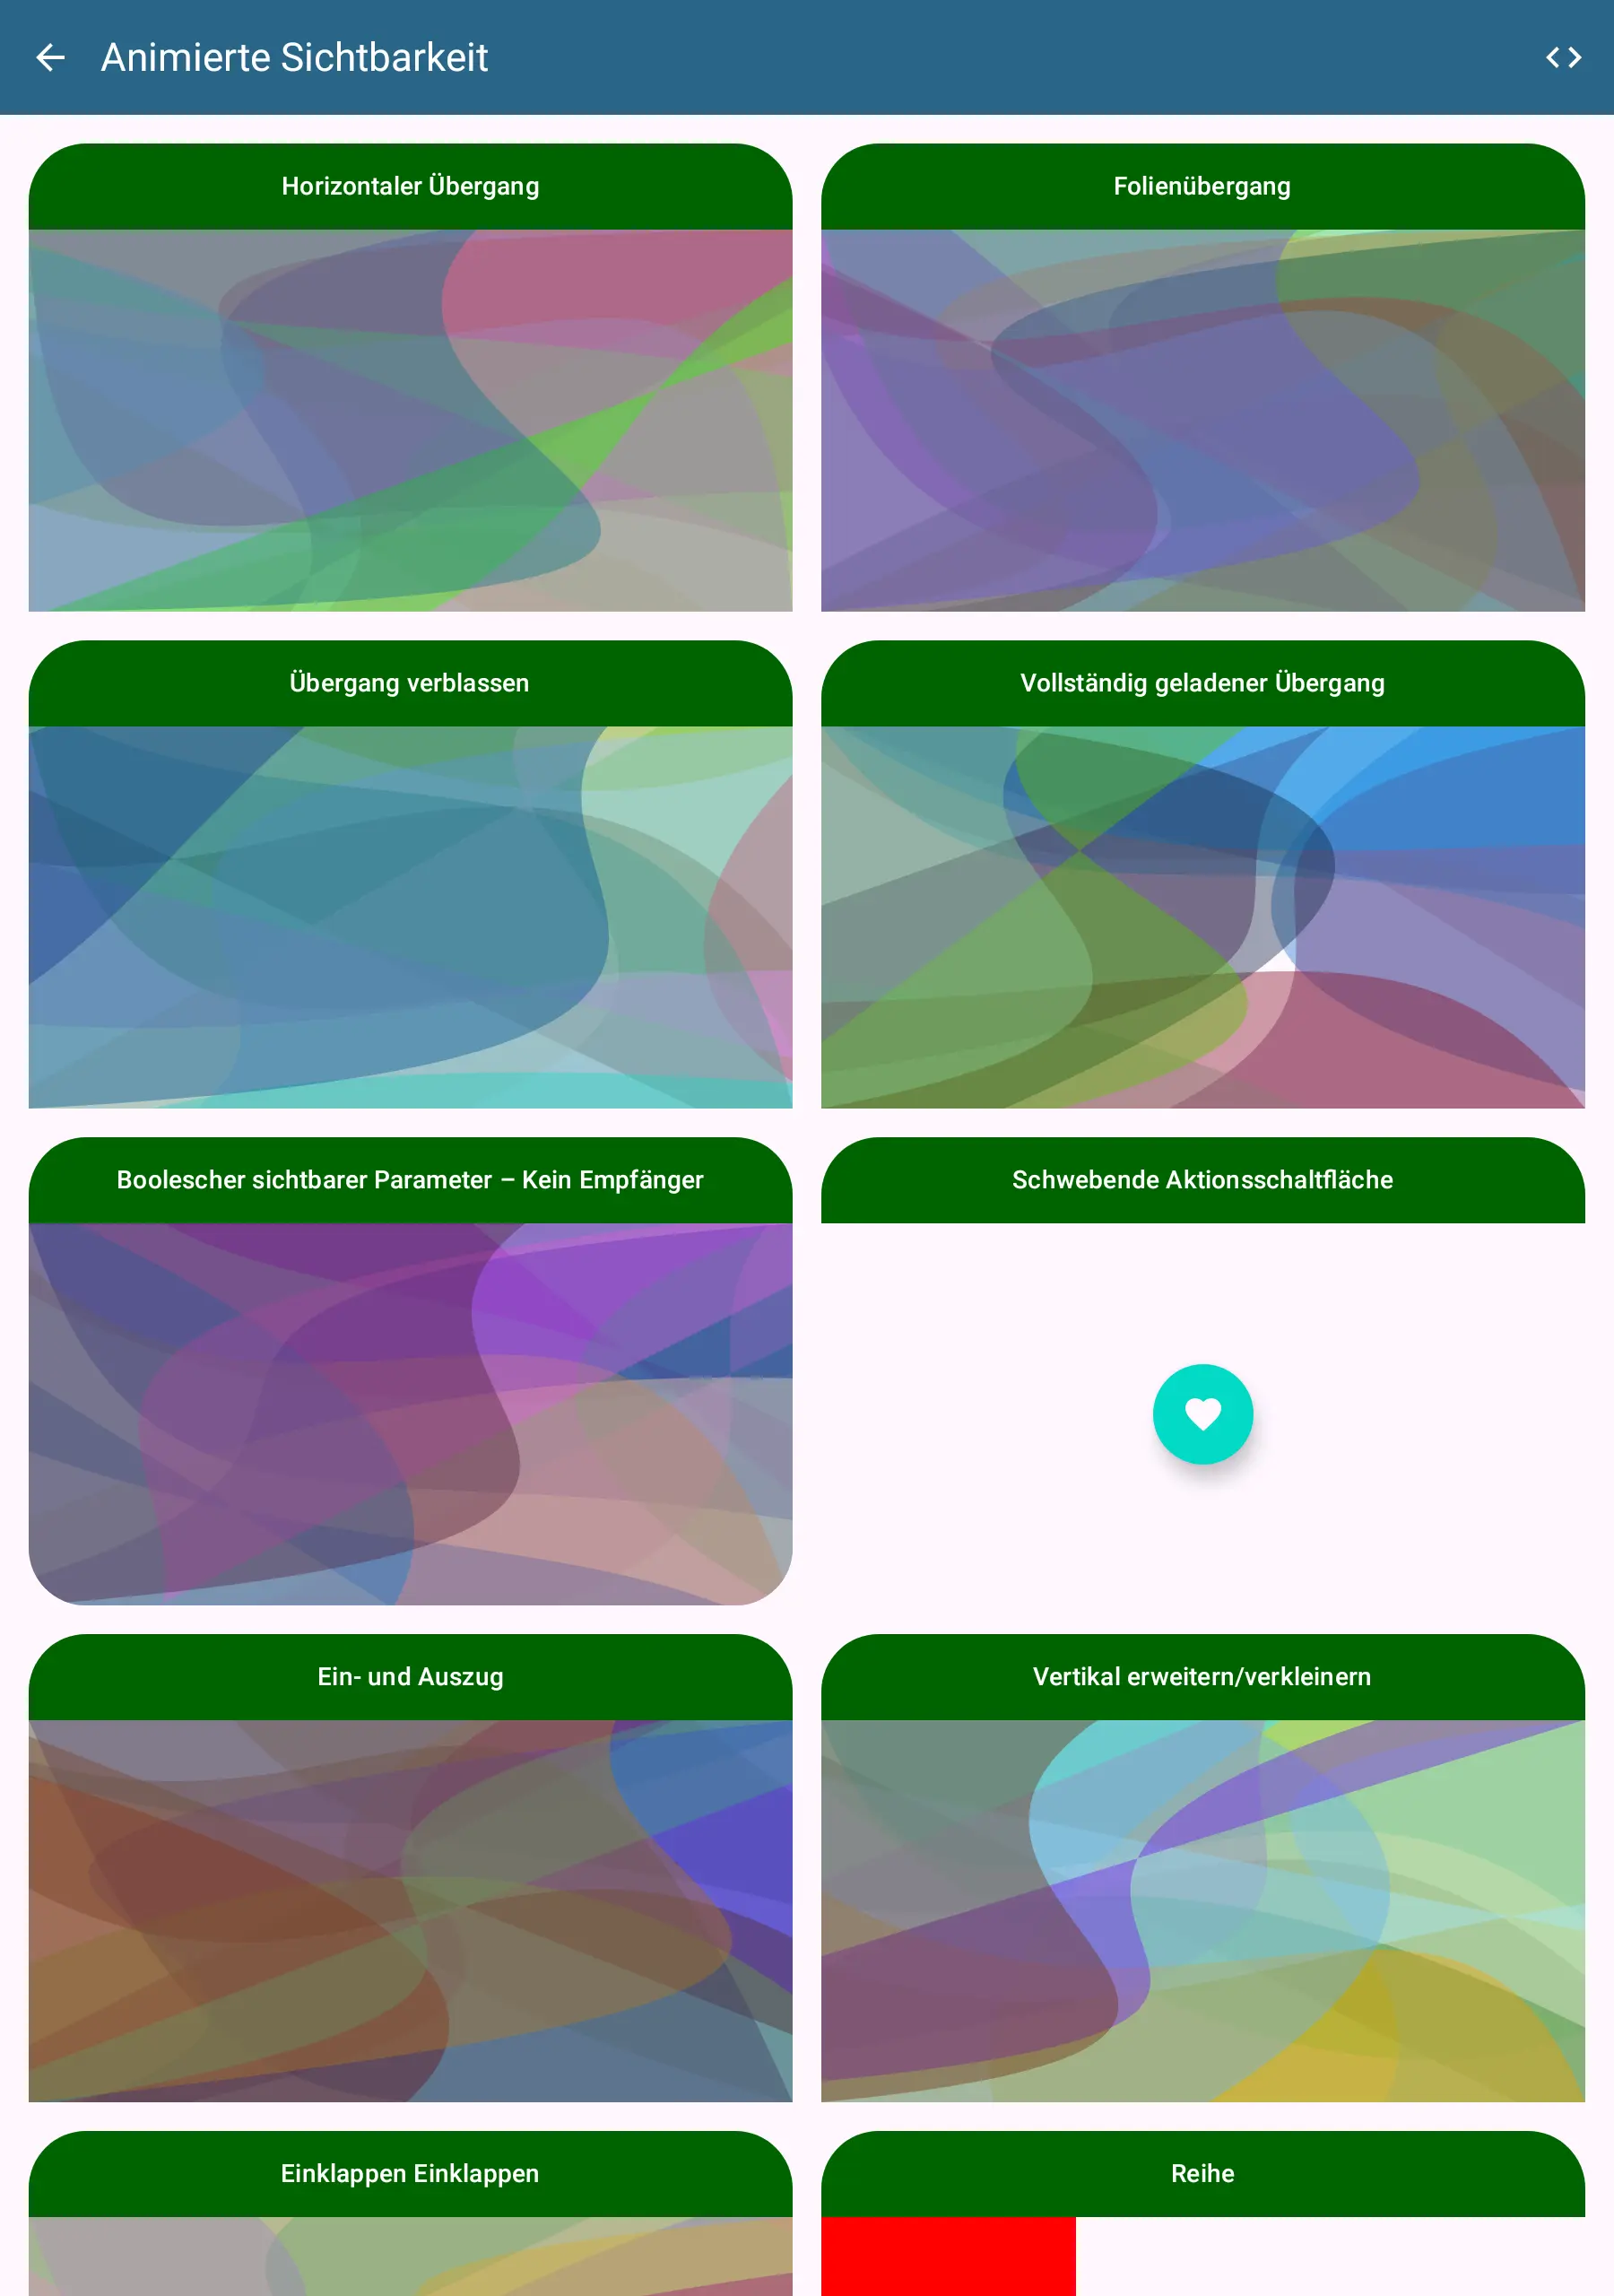 Animierte Sichtbarkeit
Horizontaler Übergang
Folienübergang
Übergang verblassen
Vollständig geladener Übergang
Boolescher sichtbarer Parameter – Kein Empfänger
Schwebende Aktionsschaltfläche
Ein- und Auszug
Vertikal erweitern/verkleinern
Einklappen Einklappen
Reihe